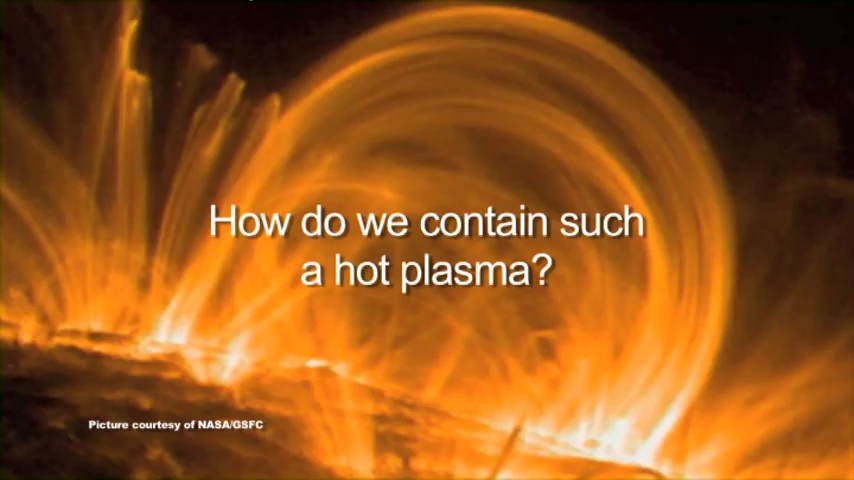 How do we contain such
a hot plasma?
Picture courtesy of NASA/GSFC